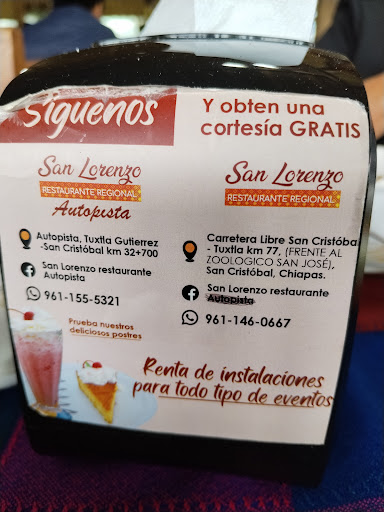 Síguenos
Y obten una
cortesía GRATIS
San Lorenzo
RESTAURANTE REGIONAL
Autopista
Autopista, Tuxtla Gutierrez
-San Cristóbal km 32+700
San Lorenzo restaurante
Autopista
961-155-5321
Prueba nuestros
deliciosos postres
San Lorenzo
RESTAURANTE REGIONAL
Carretera Libre San Cristóbal
- Tuxtla km 77, (FRENTE AL
ZOOLOGICO SAN JOSÉ),
San Cristóbal, Chiapas.
San Lorenzo restaurante
Autopista
961-146-0667
Renta de instalaciones
para todo tipo de eventos